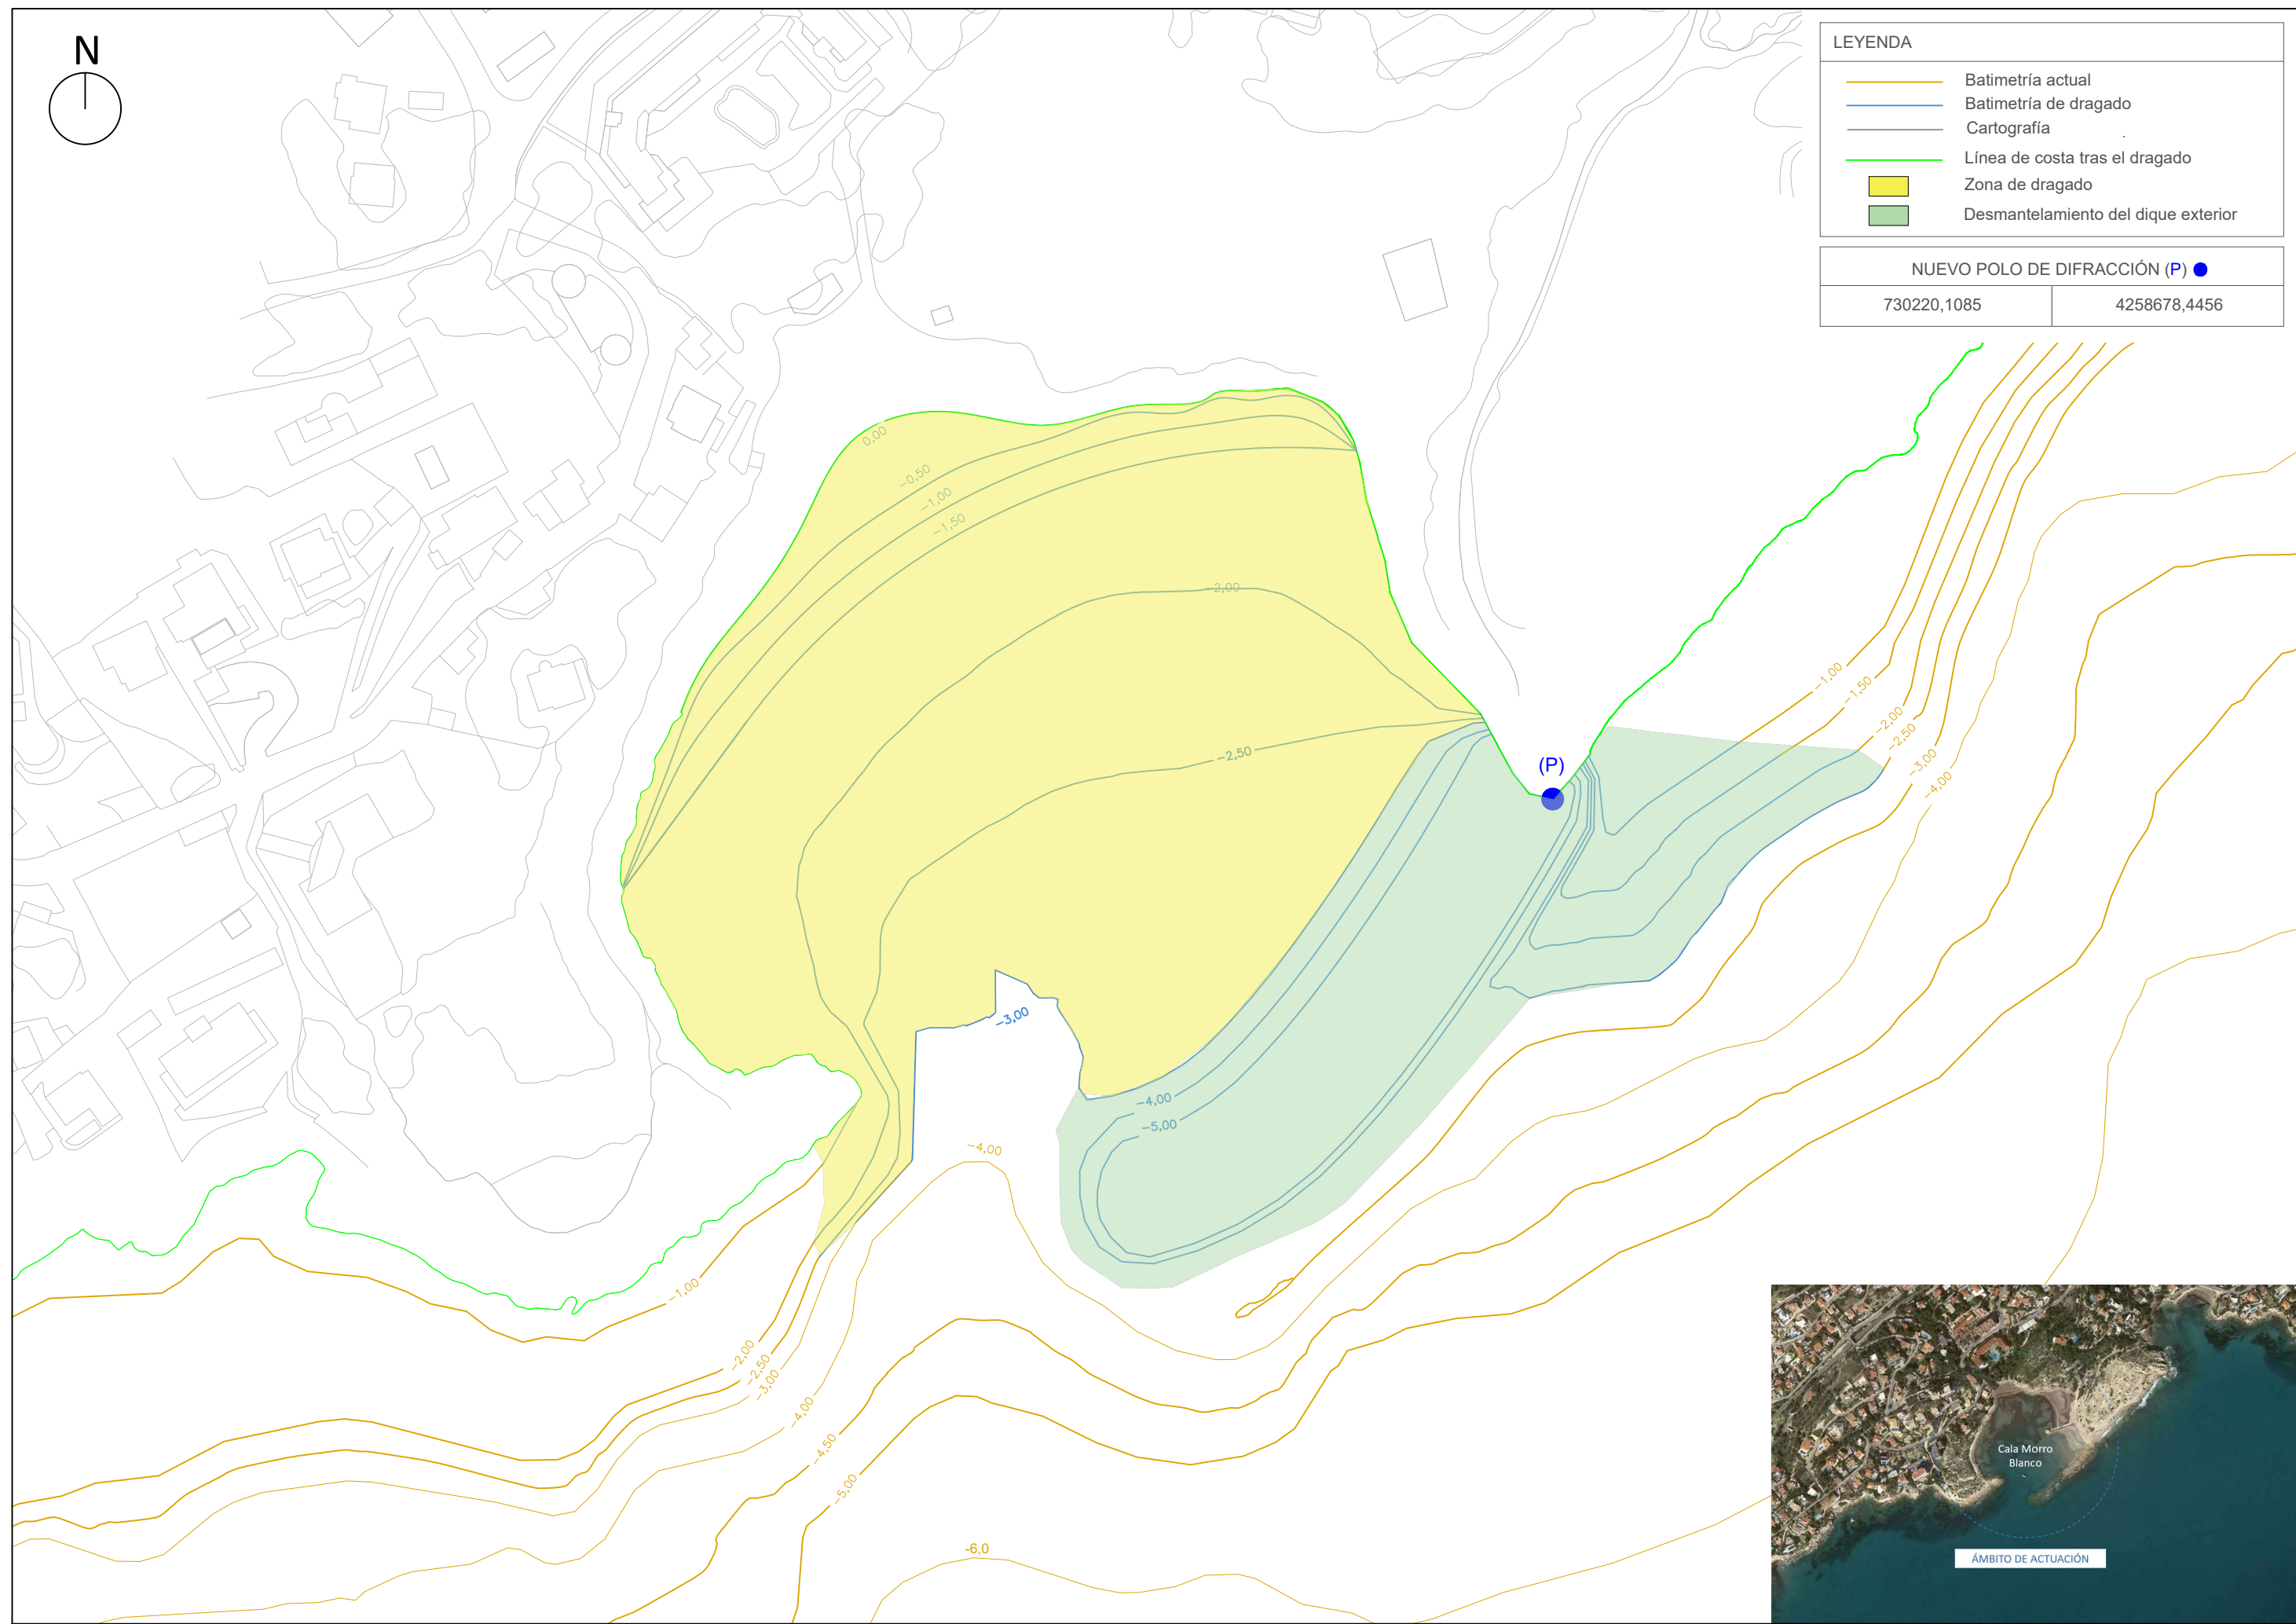 N
LEYENDA
Batimetría actual
Batimetría de dragado
Cartografía
Línea de costa tras el dragado
Zona de dragado
Desmantelamiento del dique exterior
NUEVO POLO DE DIFRACCIÓN (P)
730220,1085 4258678,4456
0,00
-0,50
-1,00
-1,50
-2,00
-2,50
-1,00
-1,50
-2,00
-2,50
-3,00
-4,00
(P)
-3,00
-4,00
-5,00
-4,00
-1,00
-2,00
-2,50
-3,00
-4,00
-4,50
-5,00
-6,0
Cala Morro
Blanco
ÁMBITO DE ACTUACIÓN